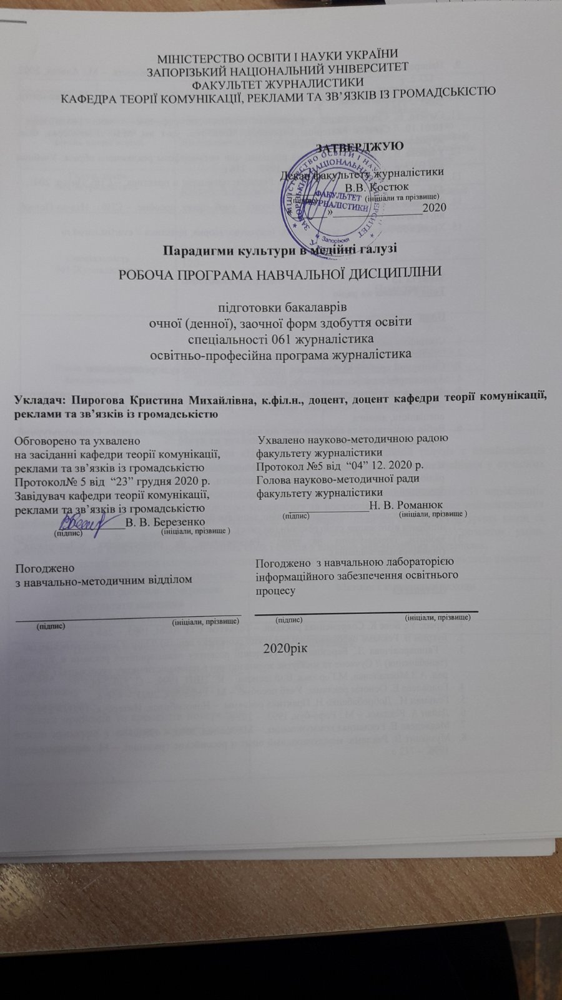 МІНІСТЕРСТВО ОСВІТИ І НАУКИ УКРАЇНИ
ЗАПОРІЗЬКИЙ НАЦІОНАЛЬНИЙ УНІВЕРСИТЕТ
ФАКУЛЬТЕТ ЖУРНАЛИСТИКИ
КАФЕДРА ТЕОРІЇ КОМУНІКАЦІЇ, РЕКЛАМИ ТА ЗВ’ЯЗКІВ ІЗ ГРОМАДСЬКІСТЮ
ЗАТВЕРДЖУЮ
Декан факультету журналістики
В.В. Костюк
(підпис) (ініціали та прізвище)
______»________________2020
МІНІСТЕРСТВО ОСВІТИ І НАУКИ
ЗАПОРІЗЬКИЙ НАЦІОНАЛЬНИЙ УНІВЕРСИТЕТ
ФАКУЛЬТЕТ
ЖУРНАЛІСТИКИ
м. Запоріжжя
Парадигми культури в медійні галузі
РОБОЧА ПРОГРАМА НАВЧАЛЬНОЇ ДИСЦИПЛІНИ
підготовки бакалаврів
очної (денної), заочної форм здобуття освіти
спеціальності 061 журналістика
освітньо-професійна програма журналістика
Укладач: Пирогова Кристина Михайлівна, к.філ.н., доцент, доцент кафедри теорії комунікації,
реклами та зв’язків із громадськістю
Обговорено та ухвалено
на засіданні кафедри теорії комунікації,
реклами та зв’язків із громадськістю
Протокол№ 5 від “23” грудня 2020 р.
Завідувач кафедри теорії комунікації,
реклами та зв’язків із громадськістю
____________В. В. Березенко
(підпис) (ініціали, прізвище )
Ухвалено науково-методичною радою
факультету журналістики
Протокол №5 від “04” 12. 2020 р.
Голова науково-методичної ради
факультету журналістики
______________Н. В. Романюк
(підпис) (ініціали, прізвище )
Погоджено
з навчально-методичним відділом
(підпис) (ініціали, прізвище)
Погоджено з навчальною лабораторією
інформаційного забезпечення освітнього
процесу
(підпис) (ініціали, прізвище)
2020рік